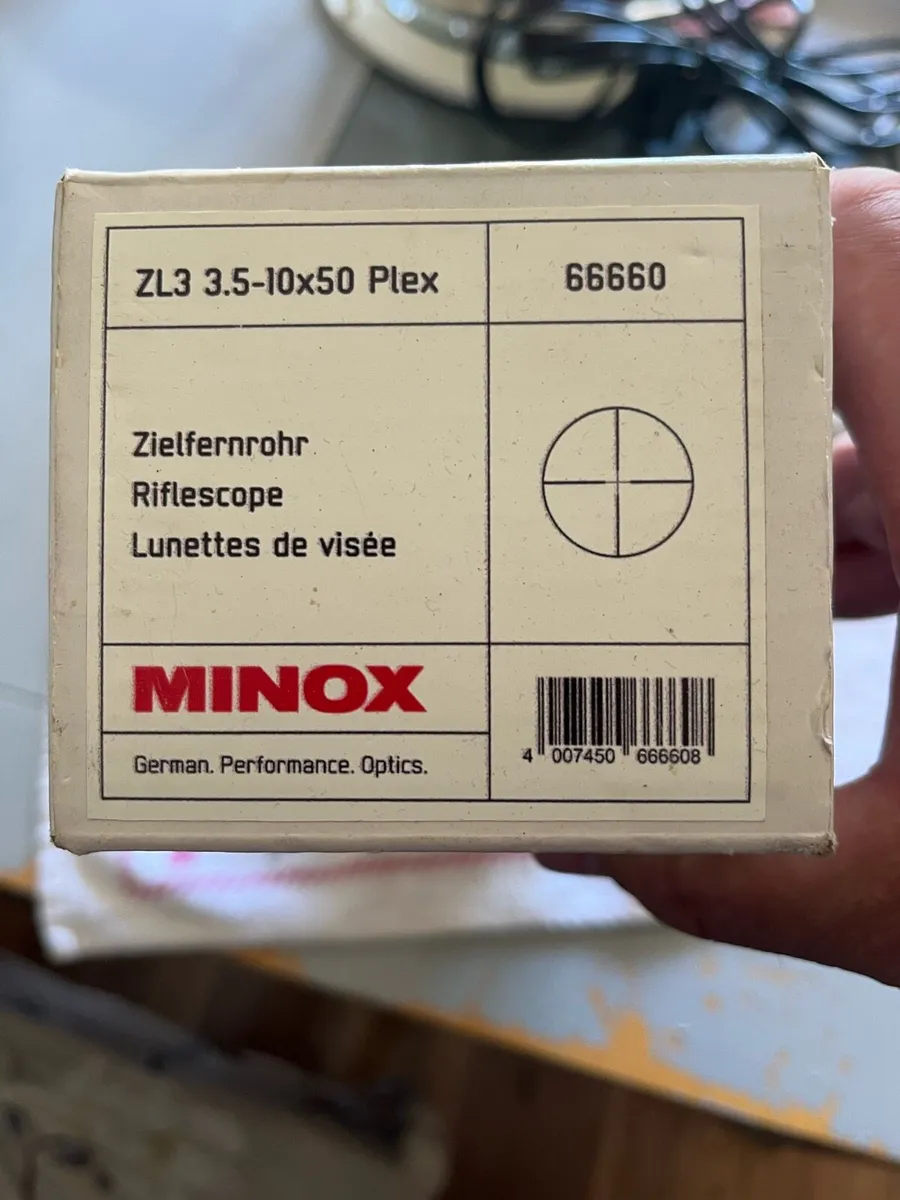 ZL3 3.5-10x50 Plex
66660
Zielfernrohr
Riflescope
Lunettes de visée
MINOX
German. Performance. Optics.
4 007450 666608